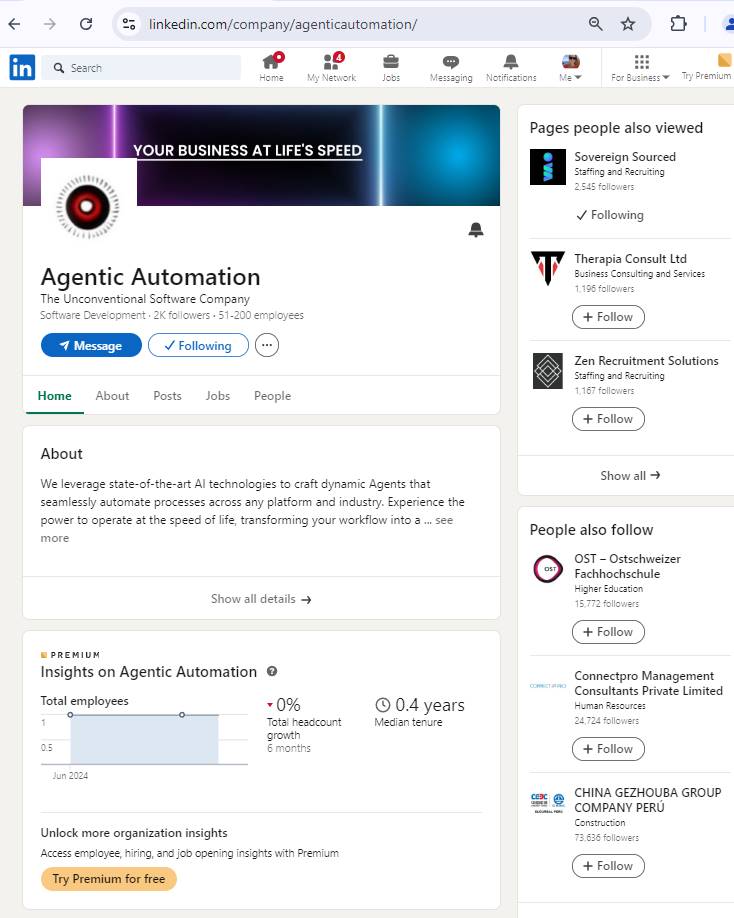 linkedin.com/company/agenticautomation/
in
Search
Home
4
My Network
Jobs
Messaging
Notifications
Me
For Business
Try Premium
YOUR BUSINESS AT LIFE'S SPEED
Agentic Automation
The Unconventional Software Company
Software Development · 2K followers · 51-200 employees
Message
Following
Home About Posts Jobs People
About
We leverage state-of-the-art AI technologies to craft dynamic Agents that
seamlessly automate processes across any platform and industry. Experience the
power to operate at the speed of life, transforming your workflow into a ... see
more
Show all details →
PREMIUM
Insights on Agentic Automation
Total employees
1
0.5
Jun 2024
0%
Total headcount
growth
6 months
0.4 years
Median tenure
Unlock more organization insights
Access employee, hiring, and job opening insights with Premium
Try Premium for free
Pages people also viewed
Sovereign Sourced
Staffing and Recruiting
2,545 followers
Following
Therapia Consult Ltd
Business Consulting and Services
1,196 followers
+ Follow
Zen Recruitment Solutions
Staffing and Recruiting
1,167 followers
+ Follow
Show all →
People also follow
OST
OST – Ostschweizer
Fachhochschule
Higher Education
15,772 followers
+ Follow
Connectpro Management
Consultants Private Limited
Human Resources
24,724 followers
+ Follow
CHINA GEZHOUBA GROUP
COMPANY PERÚ
Construction
73,636 followers
+ Follow